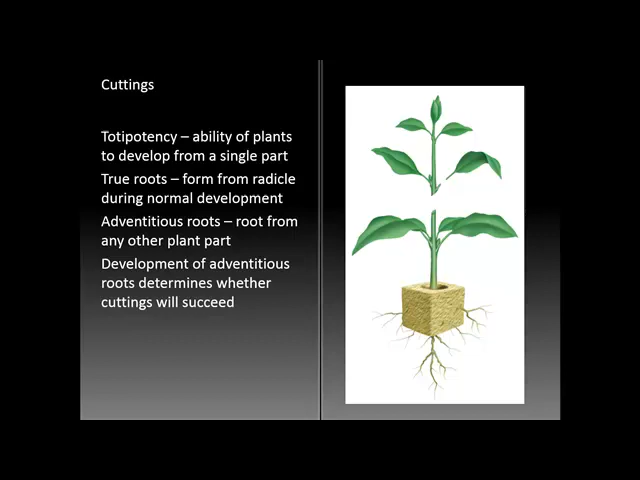 Cuttings
Totipotency – ability of plants
to develop from a single part
True roots – form from radicle
during normal development
Adventitious roots – root from
any other plant part
Development of adventitious
roots determines whether
cuttings will succeed